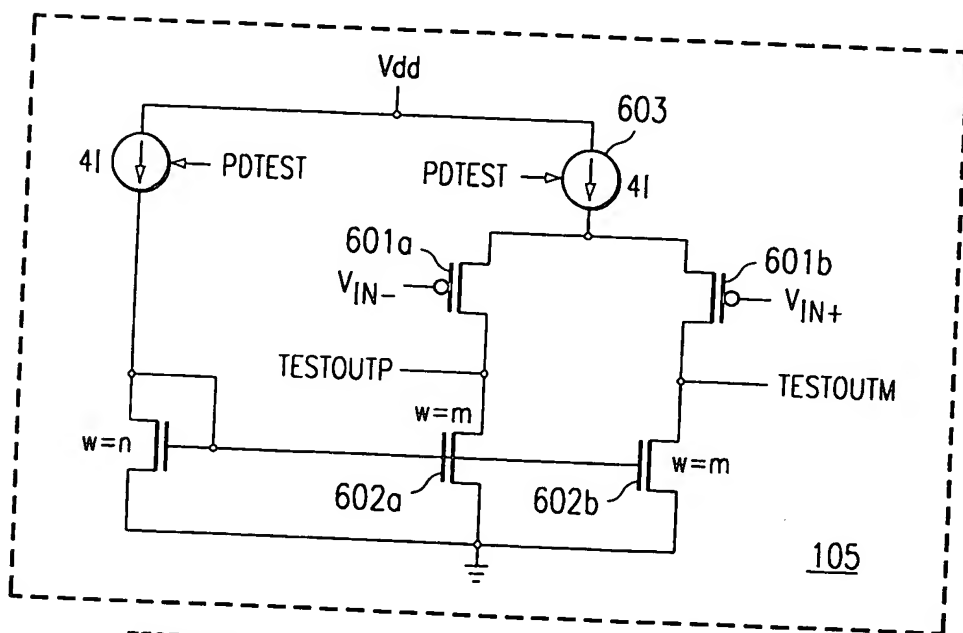 Vdd
603
4I
PDTEST
PDTEST
4I
601a
601b
VIN-
VIN+
TESTOUTP
TESTOUTM
w=m
w=n
w=m
602a
602b
105